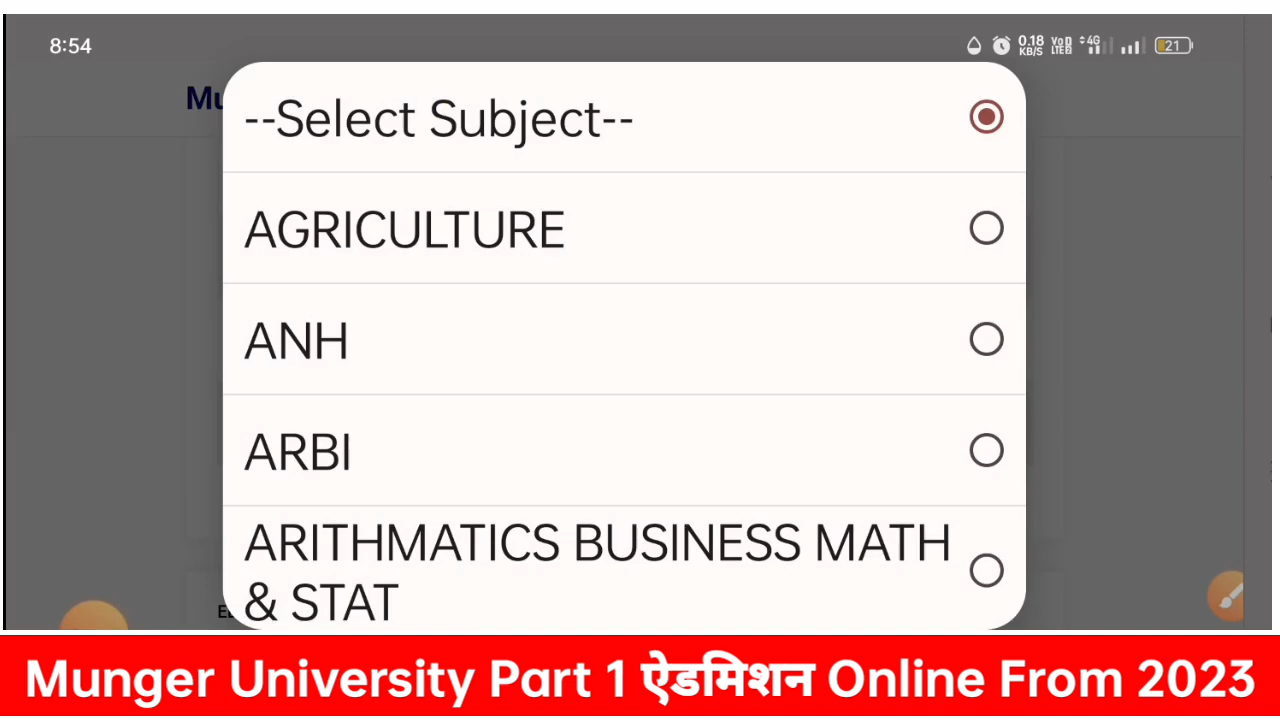 8:54
0.18 KB/S
4G
21
Mu
--Select Subject--
AGRICULTURE
ANH
ARBI
ARITHMATICS BUSINESS MATH
& STAT
Munger University Part 1 ऐडमिशन Online From 2023